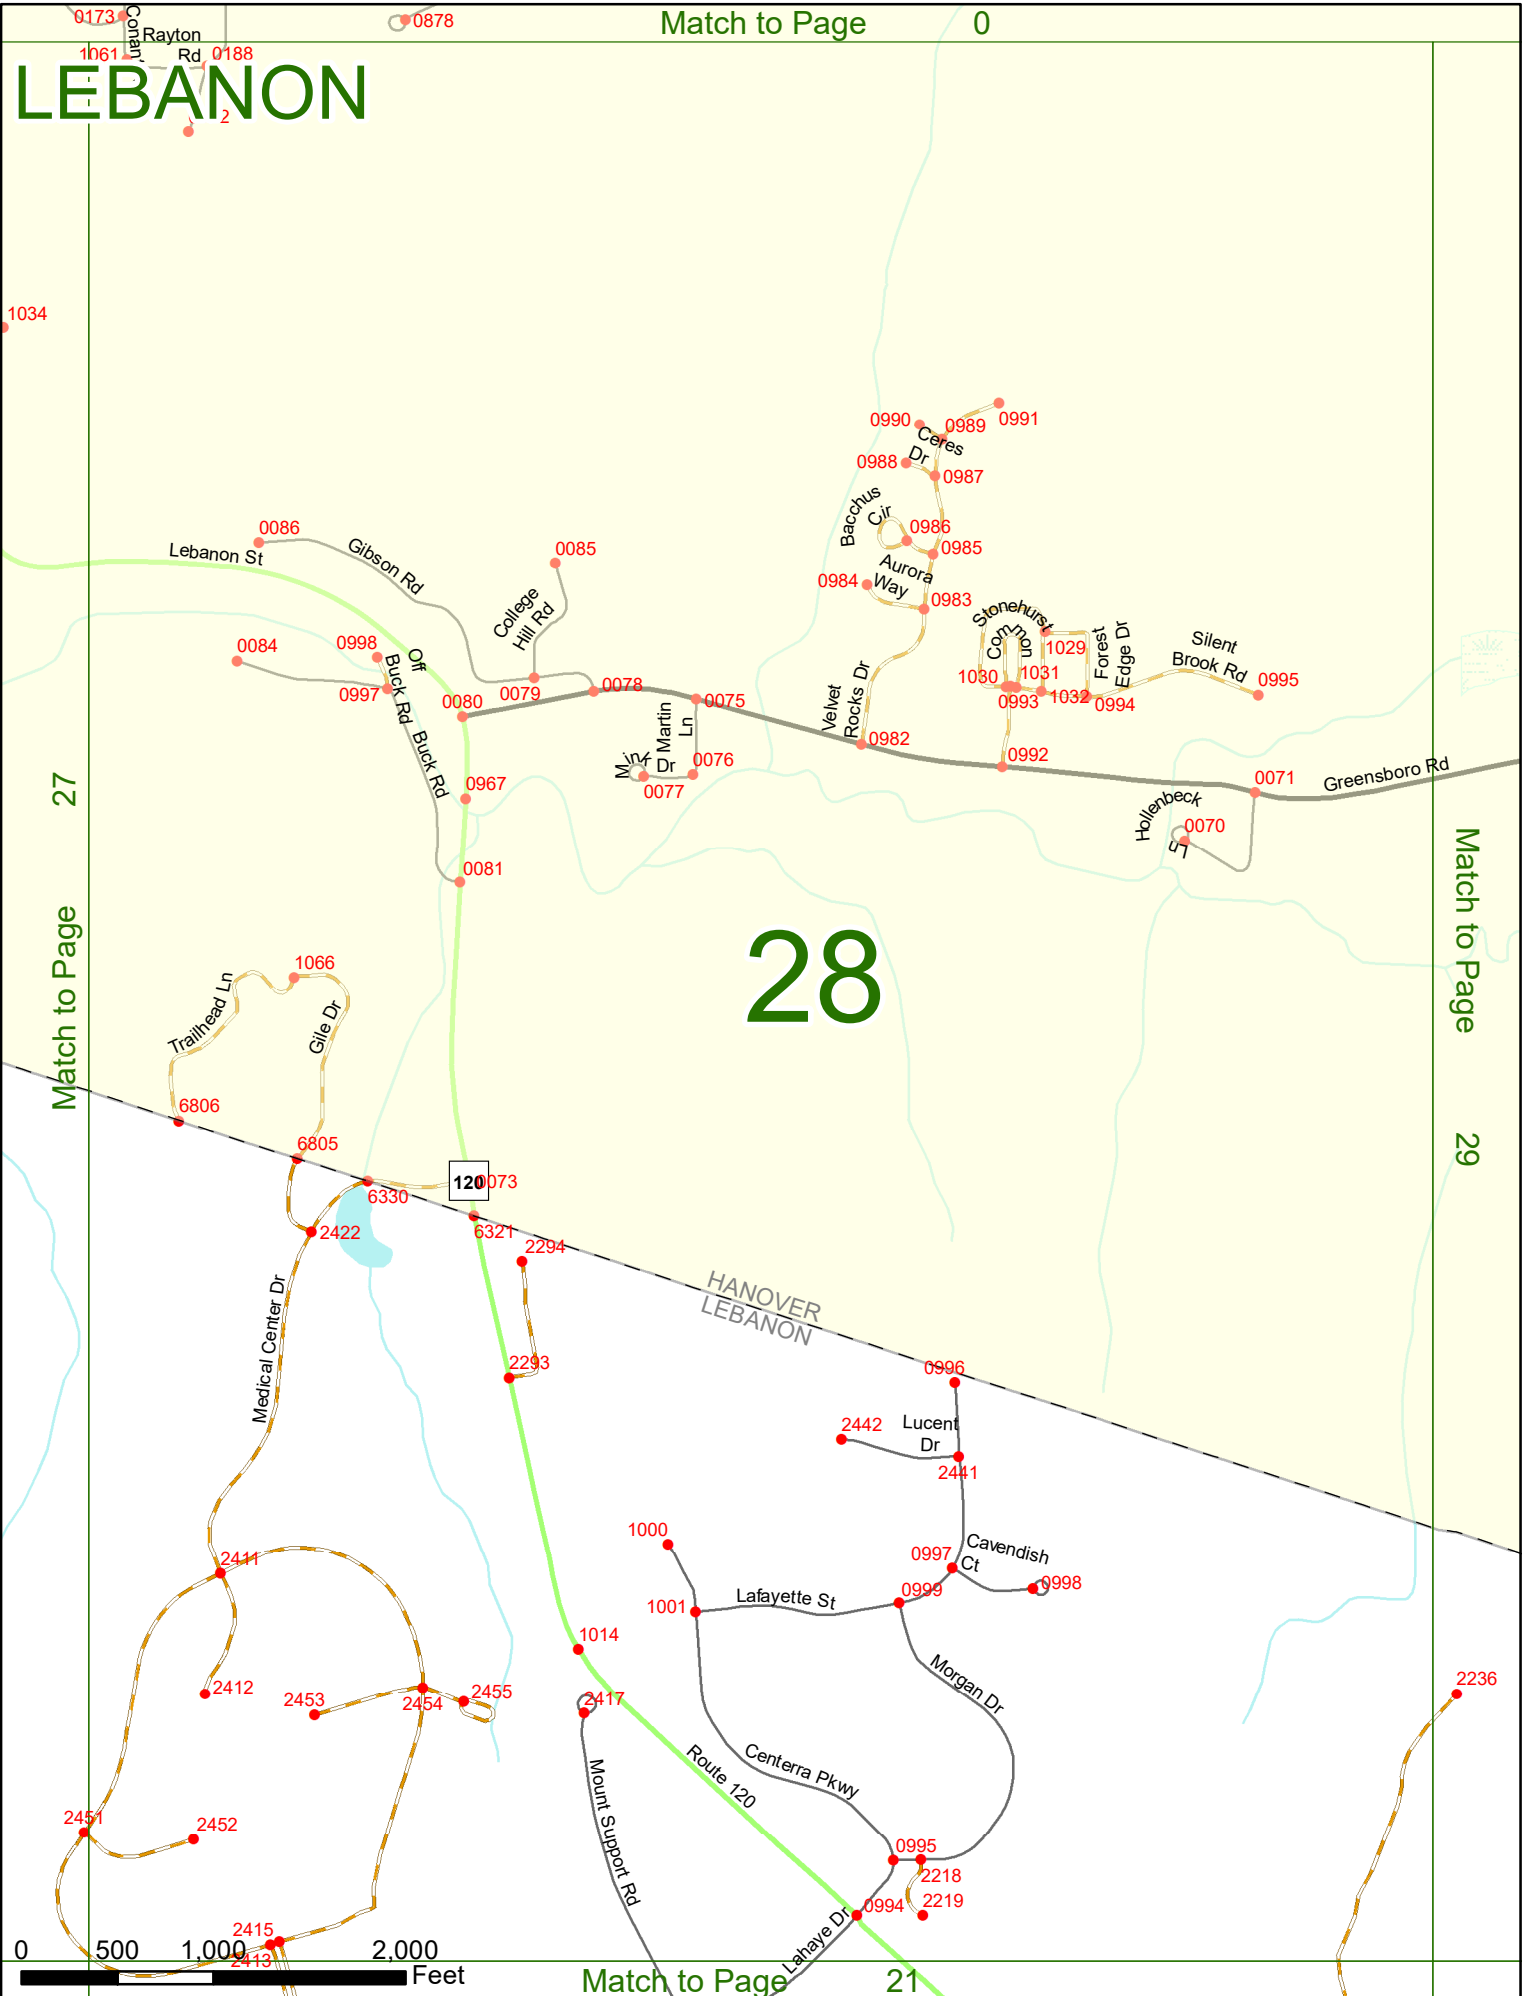 0173
Conan
Rayton
Rd
0878
Match to Page 0
1061
0188
LEBANON
2
1034
0990
0989
0991
Ceres
Dr
0988
0987
Bacchus
Cir
0986
0985
0086
Lebanon St
Gibson Rd
0085
College
Hill Rd
Aurora
Way
0984
0983
Stonehurst
Common
1029
Forest
Edge Dr
Silent
Brook Rd
0084
0998
Off
Buck Rd
0997
1030
1031
0993
1032
0994
0995
0079
0078
0075
0080
Velvet
Rocks Dr
Martin
Ln
0982
Buck Rd
Mink
Dr
0076
0077
0992
0071
Greensboro Rd
27
0967
Hollenbeck
Ln
0070
0081
Match to Page
28
Match to Page
1066
Trailhead Ln
Gile Dr
6806
6805
29
120
0073
6330
6321
2422
2294
HANOVER
LEBANON
Medical Center Dr
2293
0996
2442
Lucent
Dr
2441
1000
0997
Cavendish
Ct
0998
2411
0999
Lafayette St
1001
1014
Morgan Dr
2412
2453
2454
2455
2417
2236
Route 120
Centerra Pkwy
Mount Support Rd
2451
2452
0995
2218
2219
0994
Lahaye Dr
2415
2413
0 500 1,000 2,000
Feet
Match to Page 21